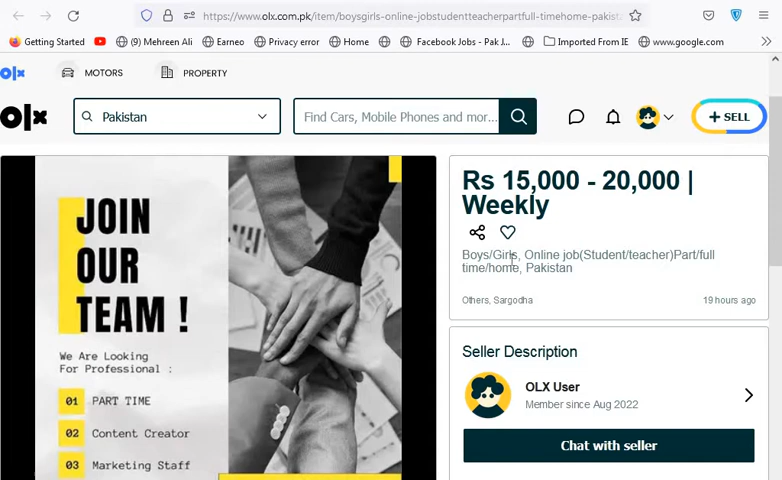 https://www.olx.com.pk/item/boysgirls-online-jobstudentteacherpartfull-timehome-pakist
Getting Started
(9) Mehreen Ali
Earneo
Privacy error
Home
Facebook Jobs - Pak J...
Imported From IE
www.google.com
olx
MOTORS
PROPERTY
olx
Pakistan
Find Cars, Mobile Phones and mor...
+ SELL
JOIN
OUR
TEAM !
We Are Looking
For Professional :
01 PART TIME
02 Content Creator
03 Marketing Staff
Rs 15,000 - 20,000 |
Weekly
Boys/Girls, Online job(Student/teacher)Part/full
time/home, Pakistan
Others, Sargodha
19 hours ago
Seller Description
OLX User
Member since Aug 2022
Chat with seller